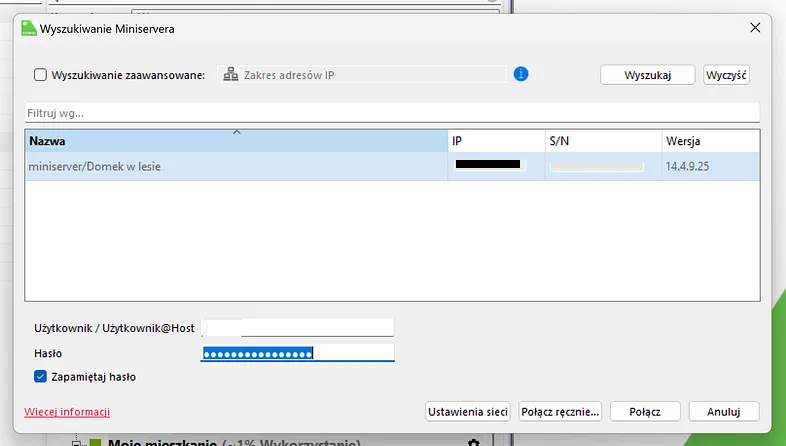 Wyszukiwanie Miniservera
Wyszukiwanie zaawansowane: Zakres adresów IP Wyszukaj Wyczyść
Filtruj wg...
Nazwa IP S/N Wersja
miniserver/Domek w lesie 14.4.9.25
Użytkownik / Użytkownik@Host
Hasło
Zapamiętaj hasło
Więcej informacji Ustawienia sieci Połącz ręcznie... Połącz Anuluj
Moje mieszkanie (~1% Wykorzystanie)